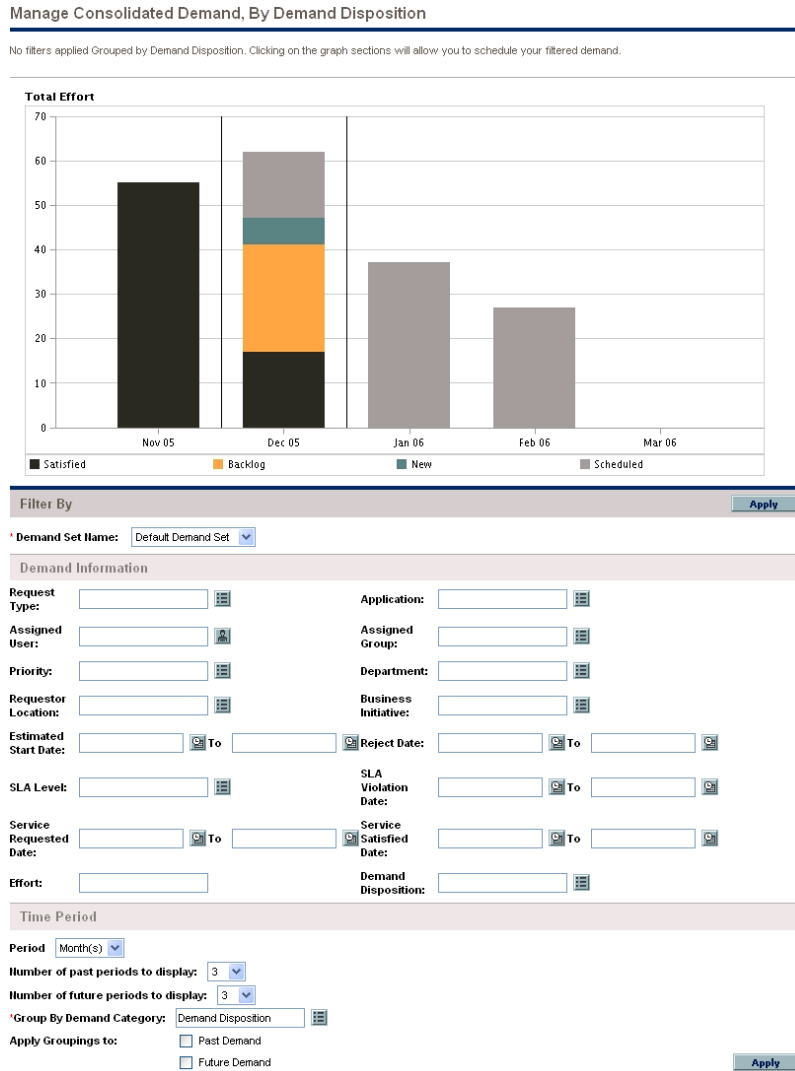 Manage Consolidated Demand, By Demand Disposition
No filters applied Grouped by Demand Disposition. Clicking on the graph sections will allow you to schedule your filtered demand.
Total Effort
70
60
50
40
30
20
10
0
Nov 05 Dec 05 Jan 06 Feb 06 Mar 06
Satisfied Backlog New Scheduled
Filter By Apply
*Demand Set Name: Default Demand Set
Demand Information
Request Type: Application:
Assigned User: Assigned Group:
Priority: Department:
Requestor Location: Business Initiative:
Estimated Start Date: To Reject Date: To
SLA Level: SLA Violation Date: To
Service Requested Date: To Service Satisfied Date: To
Effort: Demand Disposition:
Time Period
Period Month(s)
Number of past periods to display: 3
Number of future periods to display: 3
*Group By Demand Category: Demand Disposition
Apply Groupings to: Past Demand
Future Demand Apply